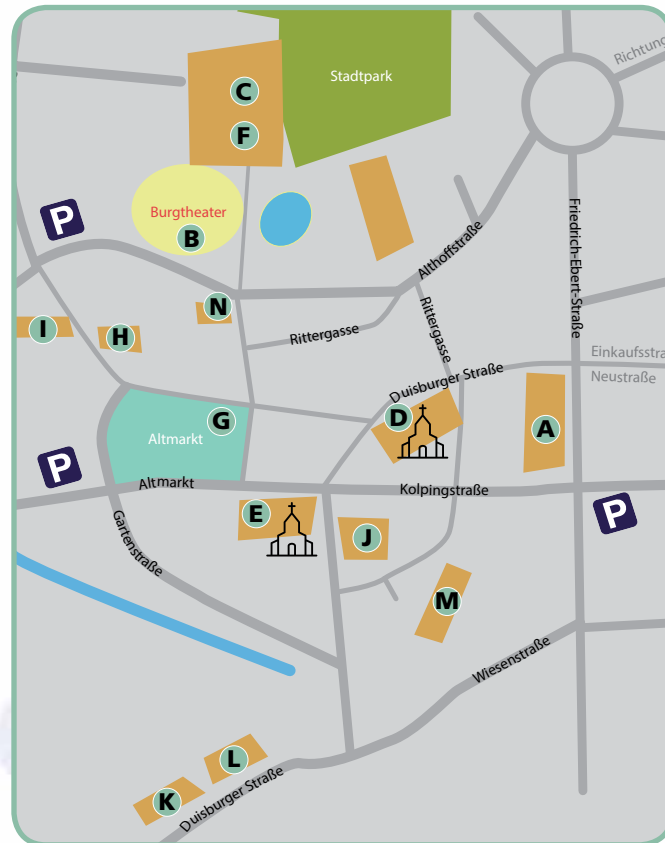 Stadtpark
C
F
Richtung
P
Burgtheater
B
Althoffstraße
Friedrich-Ebert-Straße
N
I
H
Rittergasse
Rittergasse
Einkaufsstra
Neustraße
Duisburger Straße
G
D
A
Altmarkt
P
Altmarkt
Kolpingstraße
E
P
J
Gartenstraße
M
Wiesenstraße
L
K
Duisburger Straße